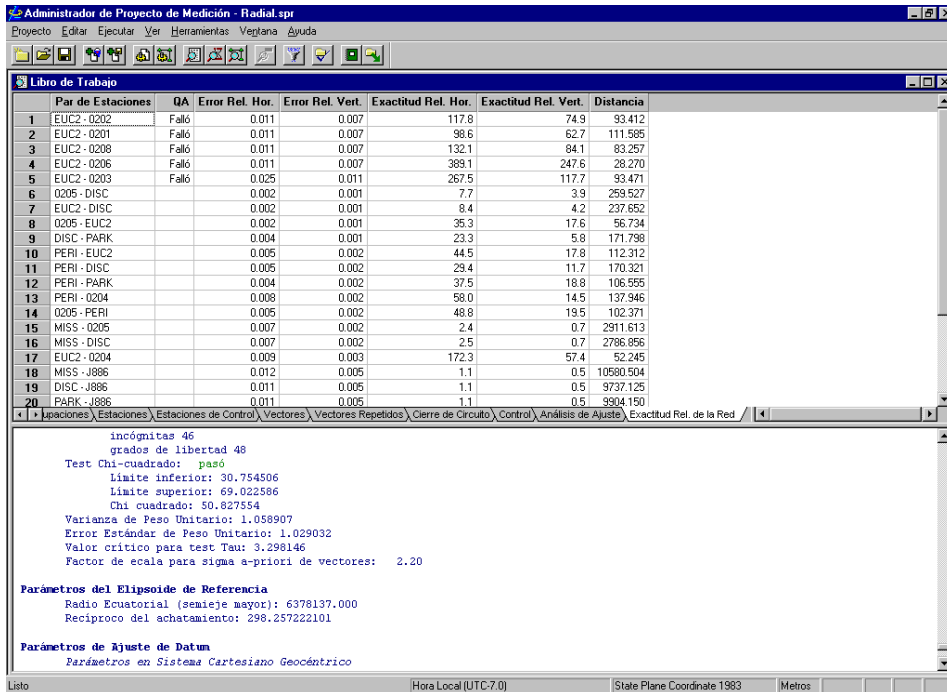 Administrador de Proyecto de Medición - Radial.spr
Proyecto Editar Ejecutar Ver Herramientas Ventana Ayuda
Libro de Trabajo
Par de Estaciones QA Error Rel. Hor. Error Rel. Vert. Exactitud Rel. Hor. Exactitud Rel. Vert. Distancia
1 EUC2 - 0202 Falló 0.011 0.007 117.8 74.9 93.412
2 EUC2 - 0201 Falló 0.011 0.007 98.6 62.7 111.585
3 EUC2 - 0208 Falló 0.011 0.007 132.1 84.1 83.257
4 EUC2 - 0206 Falló 0.011 0.007 389.1 247.6 28.270
5 EUC2 - 0203 Falló 0.025 0.011 267.5 117.7 93.471
6 0205 - DISC 0.002 0.001 7.7 3.9 259.527
7 EUC2 - DISC 0.002 0.001 8.4 4.2 237.652
8 0205 - EUC2 0.002 0.001 35.3 17.6 56.734
9 DISC - PARK 0.004 0.001 23.3 5.8 171.798
10 PERI - EUC2 0.005 0.002 44.5 17.8 112.312
11 PERI - DISC 0.005 0.002 29.4 11.7 170.321
12 PERI - PARK 0.004 0.002 37.5 18.8 106.555
13 PERI - 0204 0.008 0.002 58.0 14.5 137.946
14 0205 - PERI 0.005 0.002 48.8 19.5 102.371
15 MISS - 0205 0.007 0.002 2.4 0.7 2911.613
16 MISS - DISC 0.007 0.002 2.5 0.7 2786.856
17 EUC2 - 0204 0.009 0.003 172.3 57.4 52.245
18 MISS - J886 0.012 0.005 1.1 0.5 10580.504
19 DISC - J886 0.011 0.005 1.1 0.5 9737.125
20 PARK - J886 0.011 0.005 1.1 0.5 9904.150
upaciones Estaciones Estaciones de Control Vectores Vectores Repetidos Cierre de Circuito Control Análisis de Ajuste Exactitud Rel. de la Red
incógnitas 46
grados de libertad 48
Test Chi-cuadrado: pasó
Límite inferior: 30.754506
Límite superior: 69.022586
Chi cuadrado: 50.827554
Varianza de Peso Unitario: 1.058907
Error Estándar de Peso Unitario: 1.029032
Valor crítico para test Tau: 3.298146
Factor de ecala para sigma a-priori de vectores: 2.20
Parámetros del Elipsoide de Referencia
Radio Ecuatorial (semieje mayor): 6378137.000
Recíproco del achatamiento: 298.257222101
Parámetros de Ajuste de Datum
Parámetros en Sistema Cartesiano Geocéntrico
Listo Hora Local (UTC-7.0) State Plane Coordinate 1983 Metros